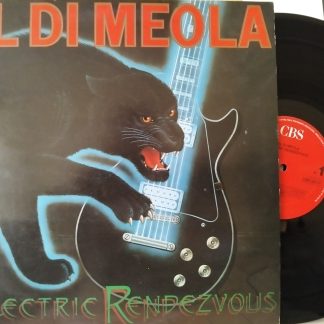 L DI MEOLA
LECTRIC RENDEZVOUS
CBS